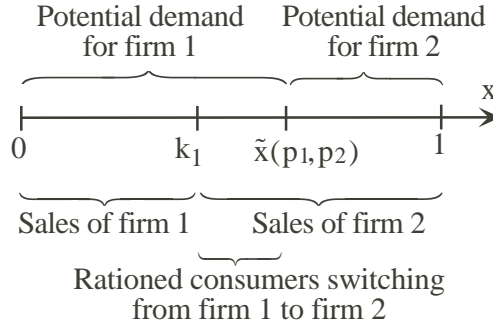 Potential demand for firm 1
Potential demand for firm 2
x
0
k₁
x̃(p₁,p₂)
1
Sales of firm 1
Sales of firm 2
Rationed consumers switching
from firm 1 to firm 2